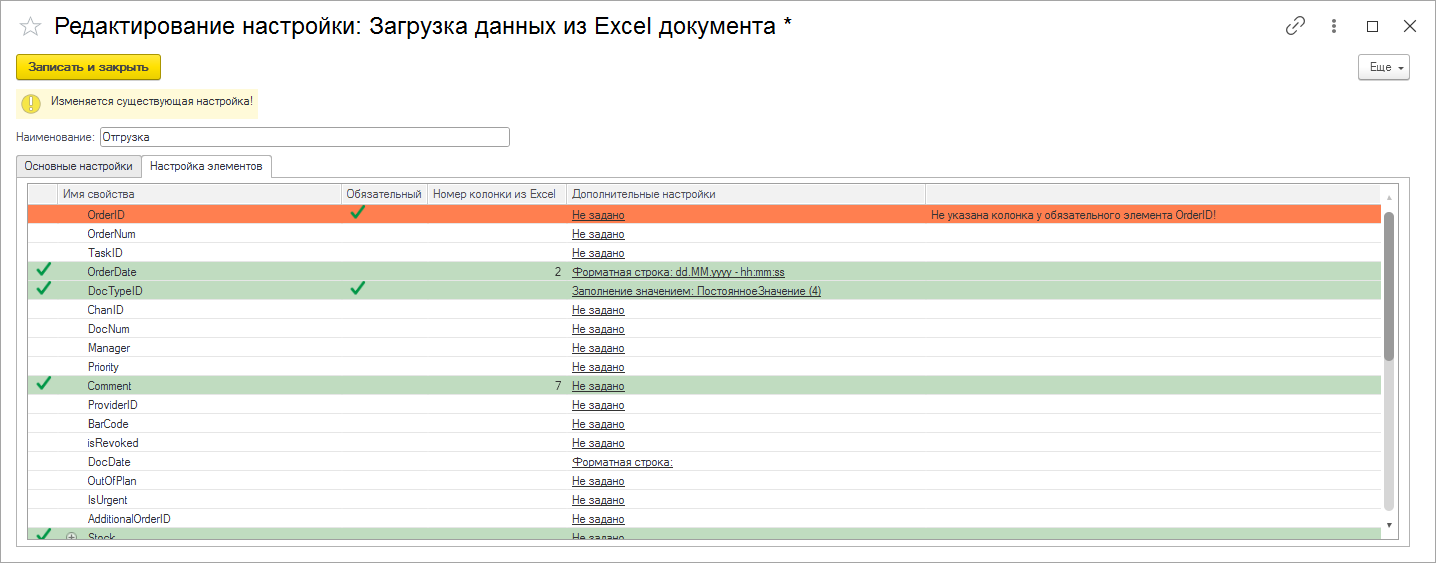 Редактирование настройки: Загрузка данных из Excel документа *
Записать и закрыть
Еще
Изменяется существующая настройка!
Наименование: Отгрузка
Основные настройки Настройка элементов
Имя свойства Обязательный Номер колонки из Excel Дополнительные настройки
OrderID Не задано Не указана колонка у обязательного элемента OrderID!
OrderNum Не задано
TaskID Не задано
OrderDate 2 Форматная строка: dd.MM.yyyy - hh:mm:ss
DocTypeID Заполнение значением: ПостоянноеЗначение (4)
ChanID Не задано
DocNum Не задано
Manager Не задано
Priority Не задано
Comment 7 Не задано
ProviderID Не задано
BarCode Не задано
isRevoked Не задано
DocDate Форматная строка:
OutOfPlan Не задано
IsUrgent Не задано
AdditionalOrderID Не задано
Stock Не задано